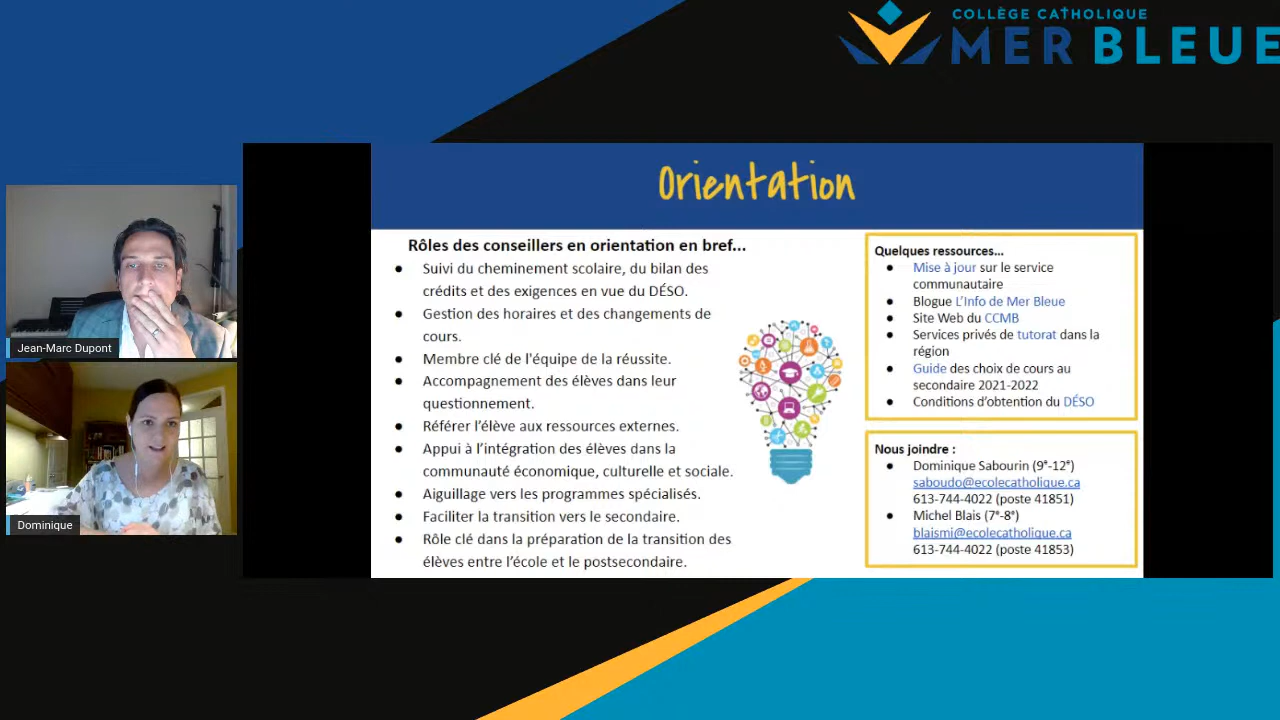 COLLÈGE CATHOLIQUE
MER BLEUE
Orientation
Rôles des conseillers en orientation en bref...
● Suivi du cheminement scolaire, du bilan des
crédits et des exigences en vue du DÉSO.
● Gestion des horaires et des changements de
cours.
● Membre clé de l'équipe de la réussite.
● Accompagnement des élèves dans leur
questionnement.
● Référer l'élève aux ressources externes.
● Appui à l'intégration des élèves dans la
communauté économique, culturelle et sociale.
● Aiguillage vers les programmes spécialisés.
● Faciliter la transition vers le secondaire.
● Rôle clé dans la préparation de la transition des
élèves entre l'école et le postsecondaire.
Quelques ressources...
● Mise à jour sur le service
communautaire
● Blogue L'Info de Mer Bleue
● Site Web du CCMB
● Services privés de tutorat dans la
région
● Guide des choix de cours au
secondaire 2021-2022
● Conditions d'obtention du DÉSO
Nous joindre :
● Dominique Sabourin (9ᵉ-12ᵉ)
saboudo@ecolecatholique.ca
613-744-4022 (poste 41851)
● Michel Blais (7ᵉ-8ᵉ)
blaismi@ecolecatholique.ca
613-744-4022 (poste 41853)
Jean-Marc Dupont
Dominique